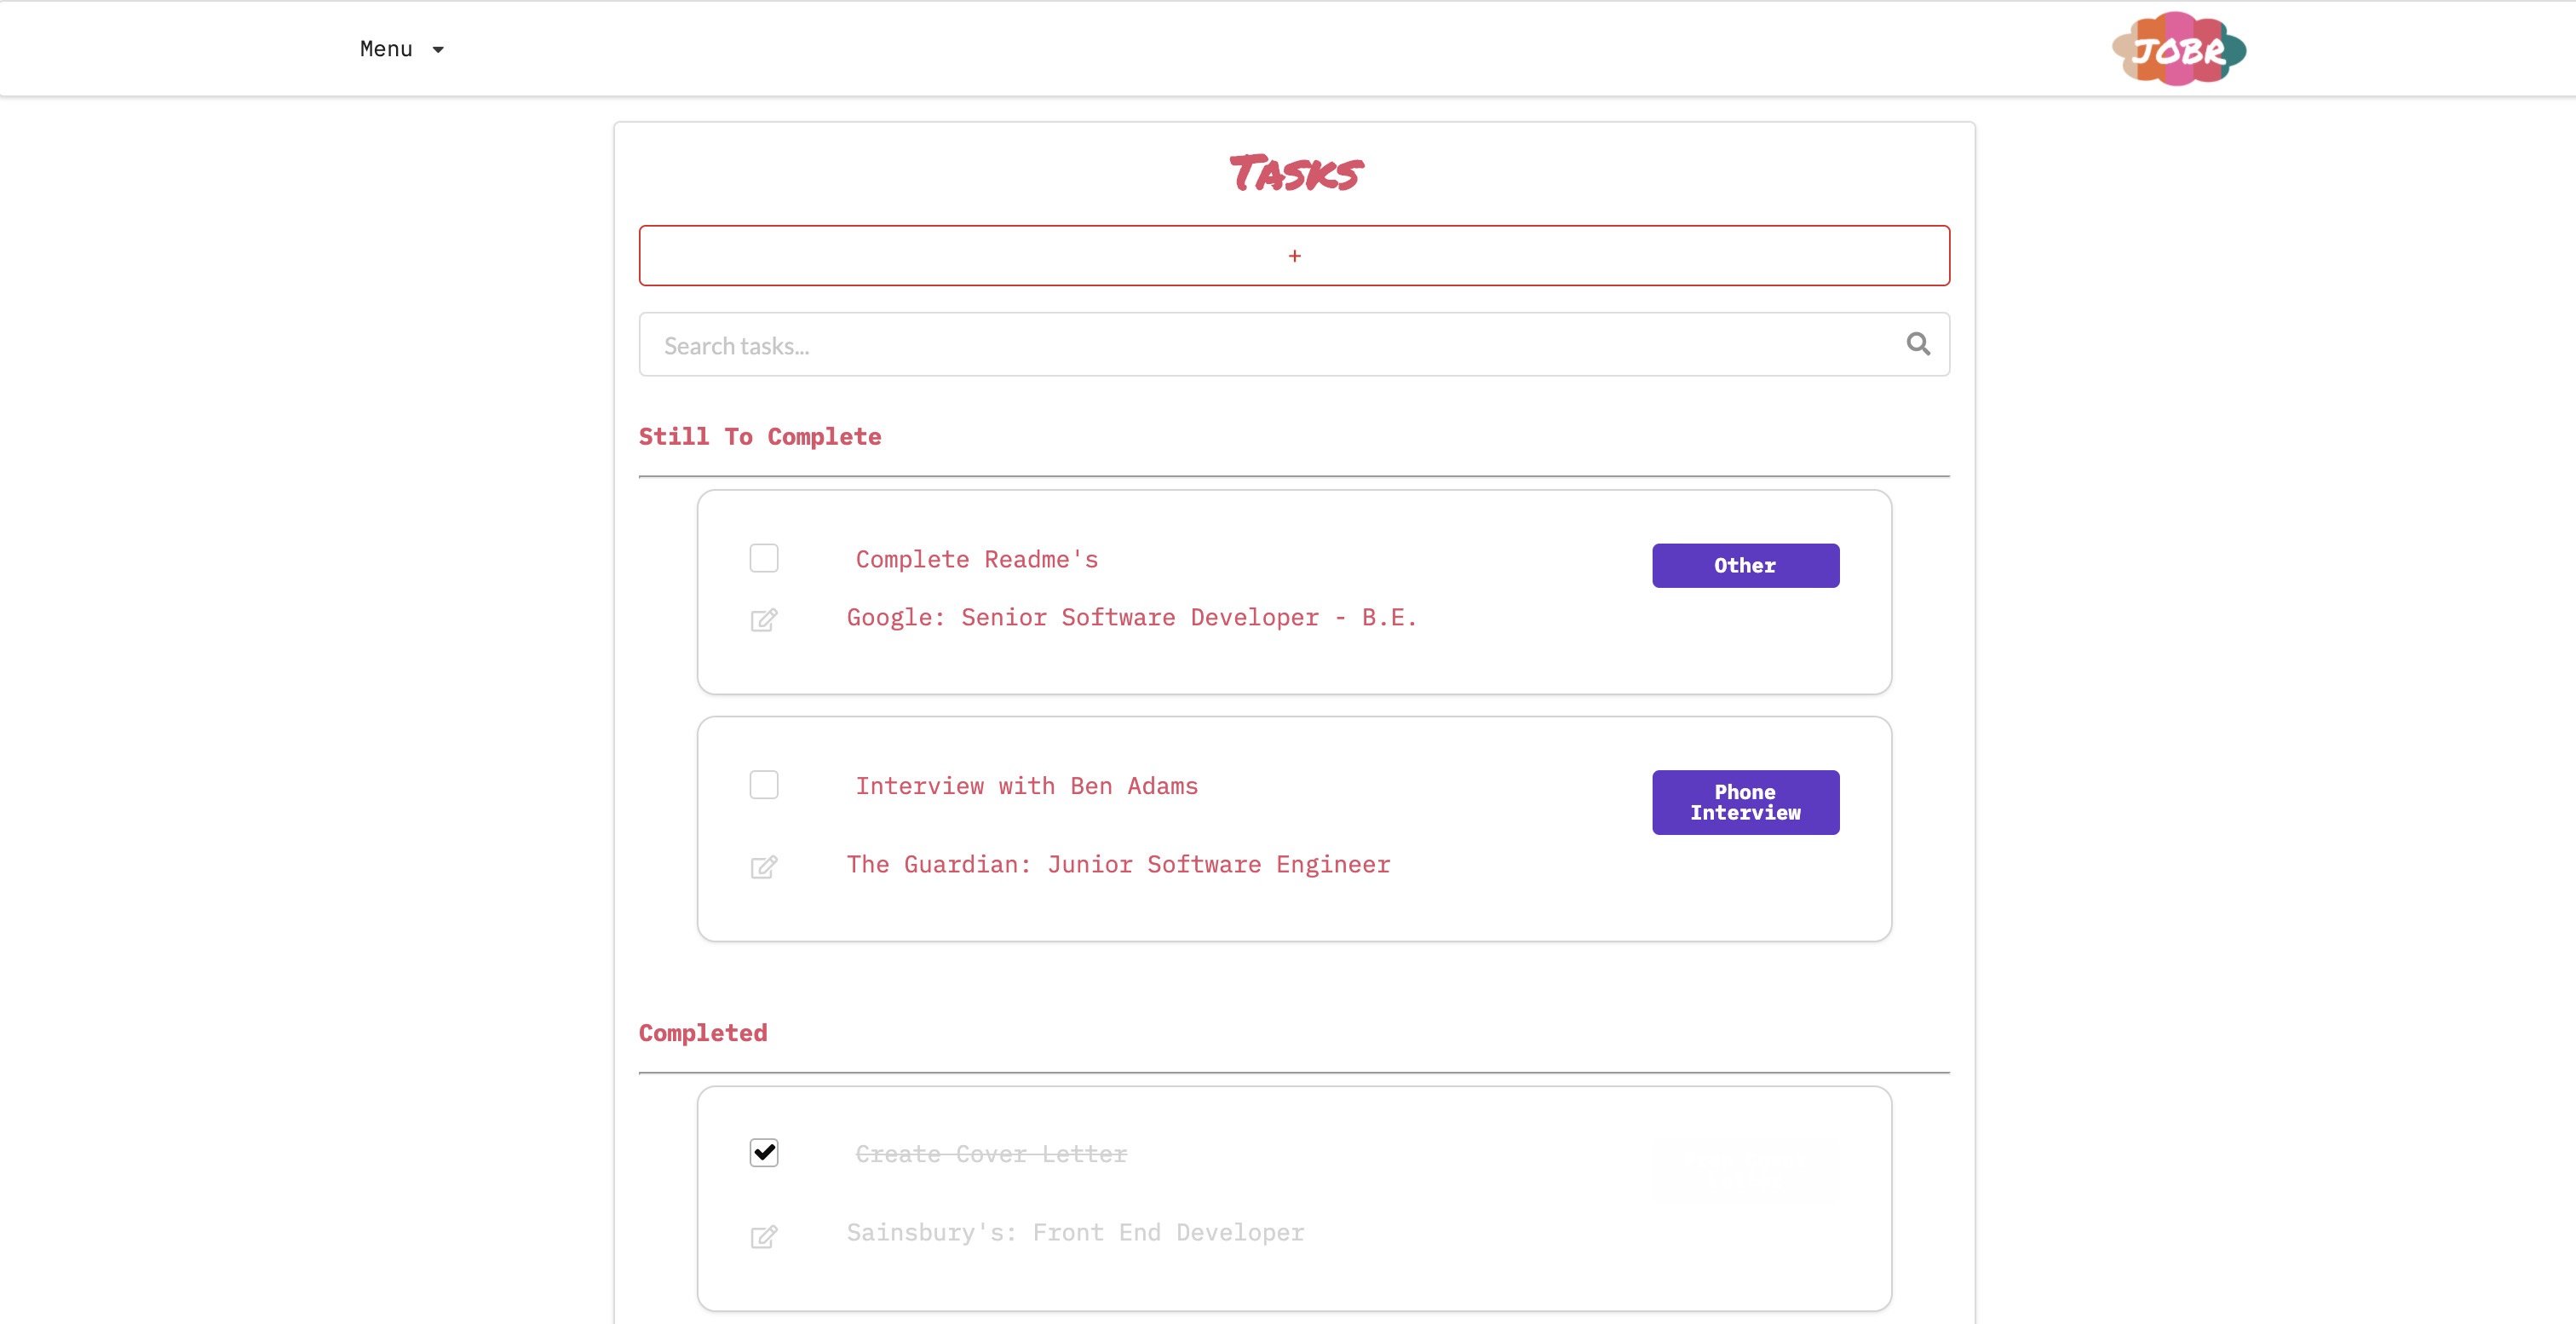 Menu
JOBR
Tasks
+
Search tasks...
Still To Complete
Complete Readme's
Other
Google: Senior Software Developer - B.E.
Interview with Ben Adams
Phone
Interview
The Guardian: Junior Software Engineer
Completed
Create Cover Letter
Sainsbury's: Front End Developer